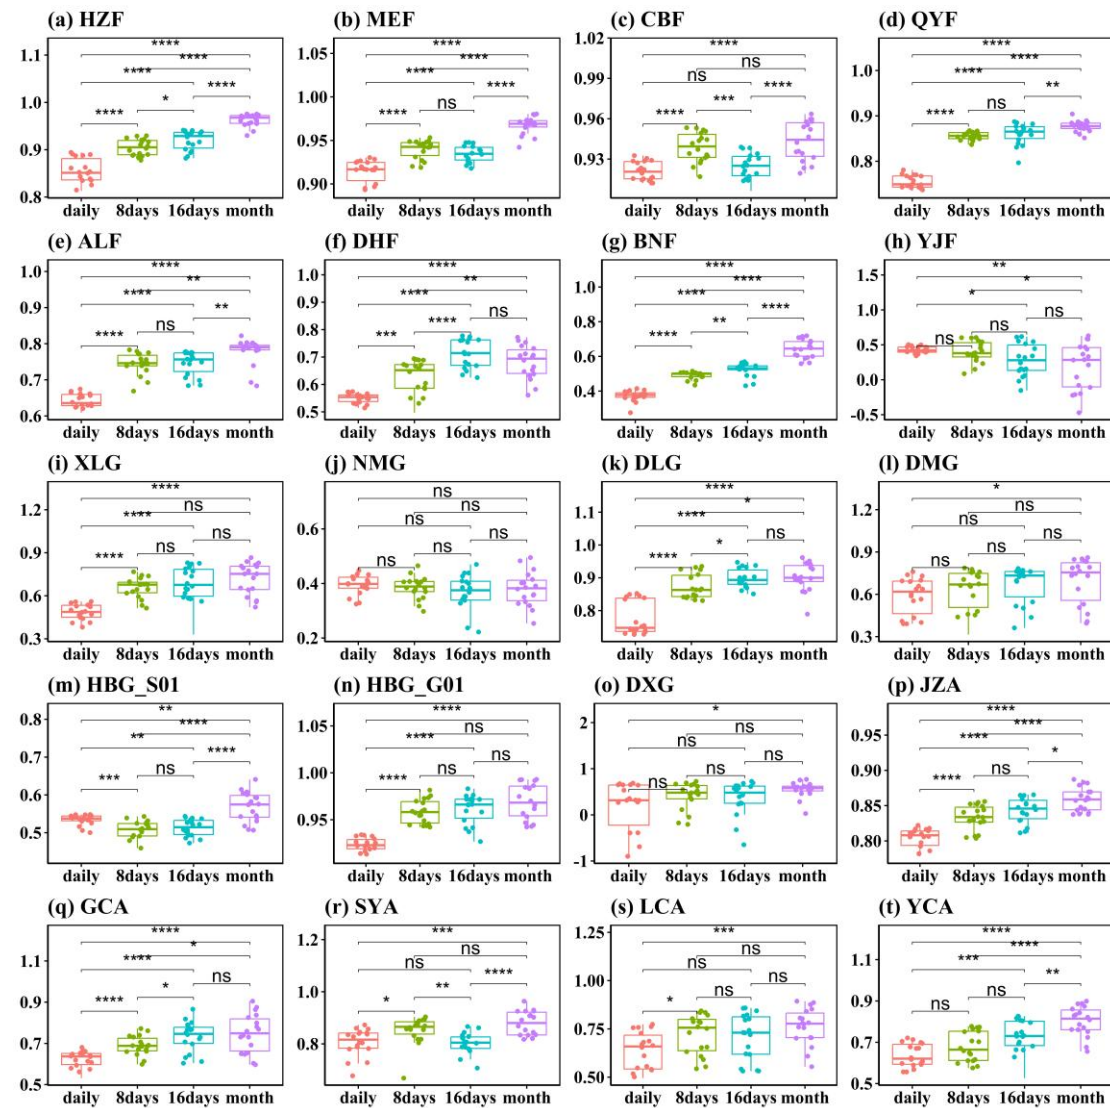 (a) HZF (b) MEF (c) CBF (d) QYF
1.1 1.05 1.02
**** **** **** ****
**** **** ns ****
0.99 1.0
**** **** ns ****
1.0 1.00 **** **** **** **
**** * **** ns 0.96 **** *** 0.9 **** ns
0.9 0.95 0.93 0.8
0.8 0.90
daily 8days 16days month daily 8days 16days month daily 8days 16days month daily 8days 16days month
(e) ALF (f) DHF (g) BNF (h) YJF
1.0 1.0 1.0 1.5
**** **** **** **
** ** **** *
0.9 0.9 0.8 1.0
**** **** **** *
** ns **** ns
0.8 **** ns 0.8 *** **** **** ** ns ns
0.7 0.7 0.6 0.5
0.6 0.4 0.0
0.6 0.5 -0.5
daily 8days 16days month daily 8days 16days month daily 8days 16days month daily 8days 16days month
(i) XLG (j) NMG (k) DLG (l) DMG
1.2 1.1 1.2
**** ns **** *
ns ns * ns
**** ns **** ns
0.9 ns 0.6 ns 1.0 ns 0.9 ns
**** ns ns ns **** * ns ns
0.6 0.4 0.9 0.6
0.8
0.3 0.2 0.3
daily 8days 16days month daily 8days 16days month daily 8days 16days month daily 8days 16days month
(m) HBG_S01 (n) HBG_G01 (o) DXG (p) JZA
0.8 1.05 2 0.95
** **** * ****
**** ns ns ****
0.7 ** **** ns ****
**** 1.00 ns 1 ns 0.90 *
*** ns **** ns ns ns **** ns
0.6 0 0.85
0.5 0.95 0.80
-1
daily 8days 16days month daily 8days 16days month daily 8days 16days month daily 8days 16days month
(q) GCA (r) SYA (s) LCA (t) YCA
1.2 1.25
1.1 **** *** *** 1.1 ****
* ns ns ****
**** ns ns ***
0.9 ns 1.0 **** 1.00 ns 0.9 **
**** * * ** * ns ns ns
0.7 0.8 0.75 0.7
0.5 0.6 0.50 0.5
daily 8days 16days month daily 8days 16days month daily 8days 16days month daily 8days 16days month